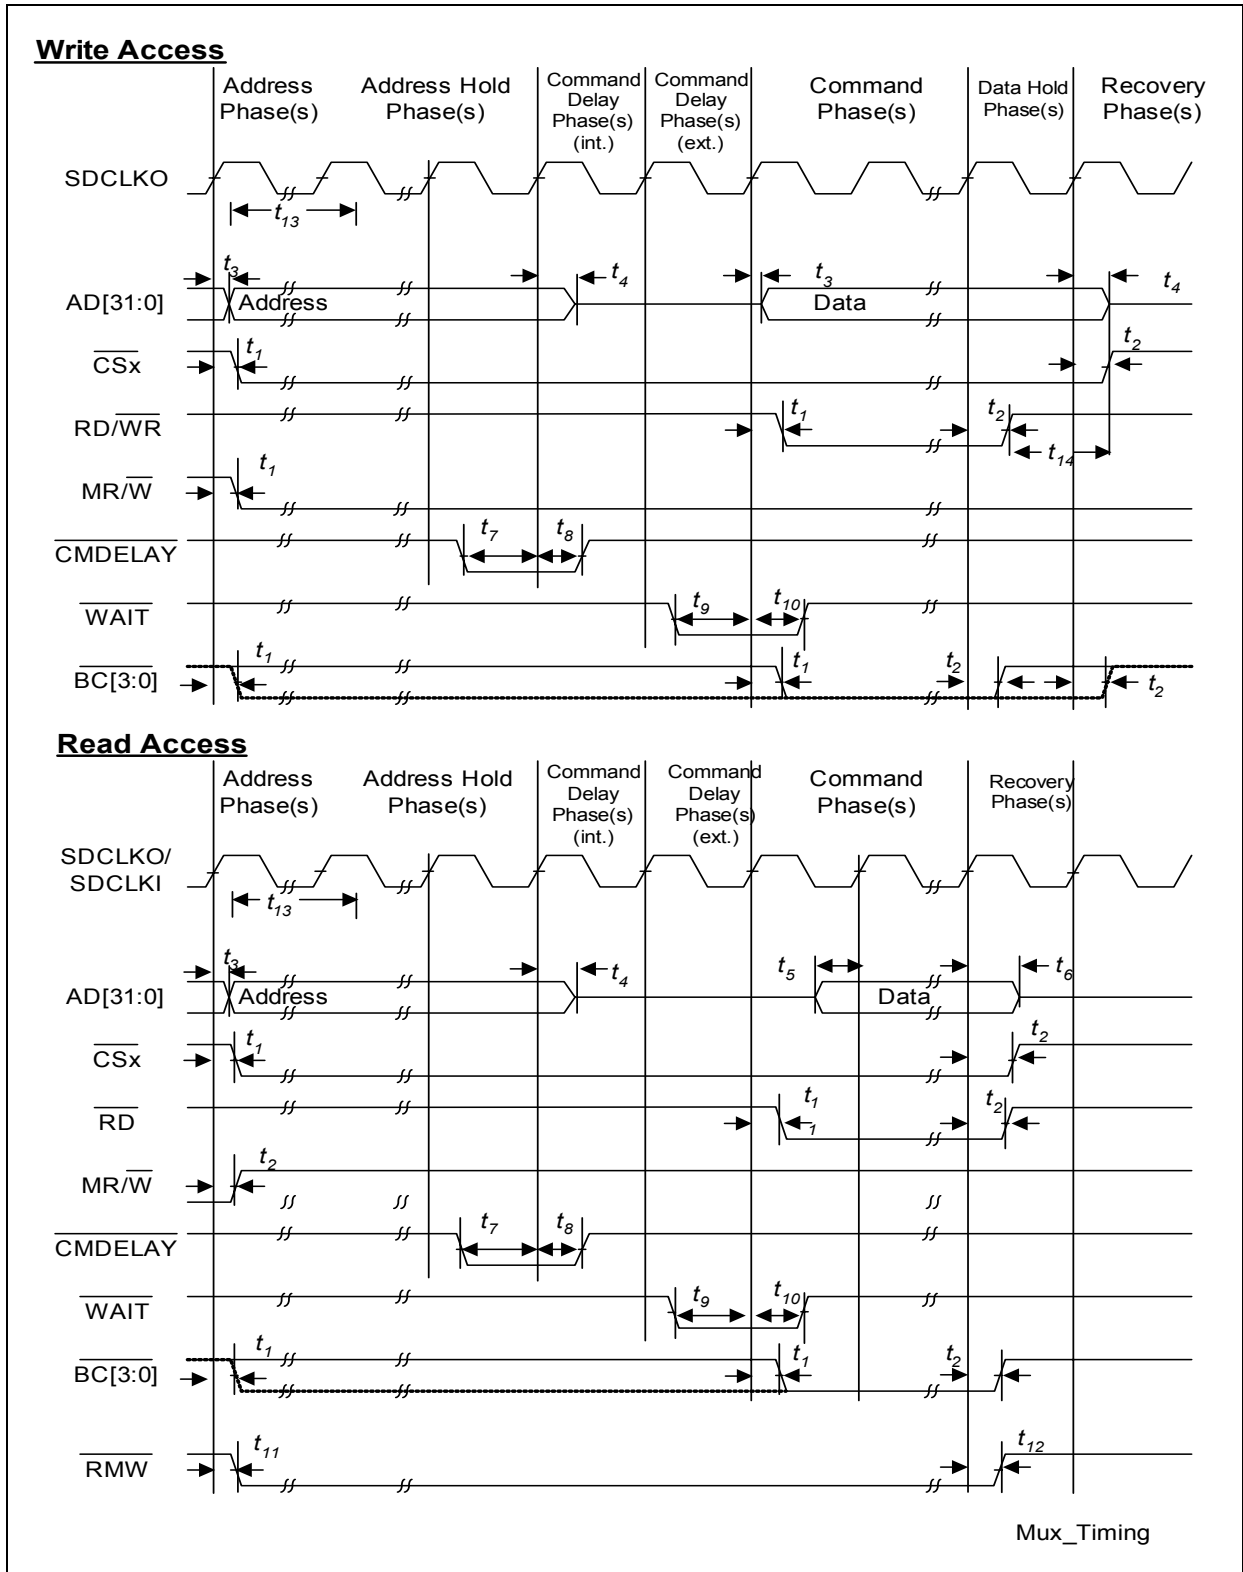 Write Access
Address Phase(s)
Address Hold Phase(s)
Command Delay Phase(s) (int.)
Command Delay Phase(s) (ext.)
Command Phase(s)
Data Hold Phase(s)
Recovery Phase(s)
SDCLKO
t13
AD[31:0]
t3
Address
t4
t3
Data
t4
CSx
t1
t2
RD/WR
t1
t2
t14
MR/W
t1
CMDELAY
t7
t8
WAIT
t9
t10
BC[3:0]
t1
t1
t2
t2
Read Access
Address Phase(s)
Address Hold Phase(s)
Command Delay Phase(s) (int.)
Command Delay Phase(s) (ext.)
Command Phase(s)
Recovery Phase(s)
SDCLKO/
SDCLKI
t13
AD[31:0]
t3
Address
t4
t5
Data
t6
CSx
t1
t2
RD
t1
1
t2
MR/W
t2
CMDELAY
t7
t8
WAIT
t9
t10
BC[3:0]
t1
t1
t2
RMW
t11
t12
Mux_Timing